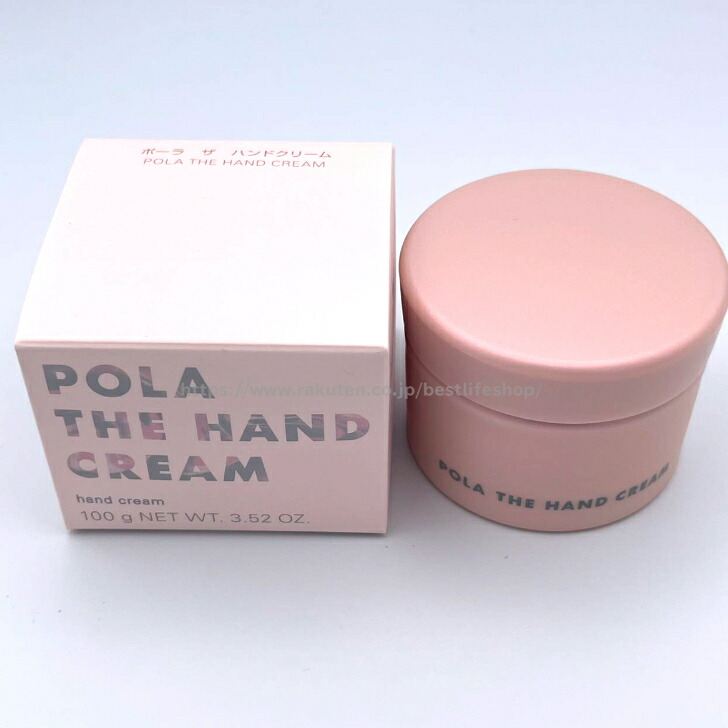 ポーラ ザ ハンドクリーム
POLA THE HAND CREAM
POLA
THE HAND
CREAM
hand cream
100 g NET WT. 3.52 OZ.
POLA THE HAND CREAM
https://www.rakuten.co.jp/bestlifeshop/